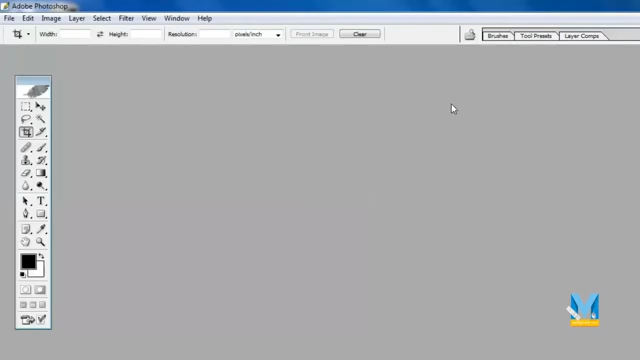 Adobe Photoshop
File Edit Image Layer Select Filter View Window Help
Width: Height: Resolution: pixels/inch Front Image Clear Brushes Tool Presets Layer Comps
T